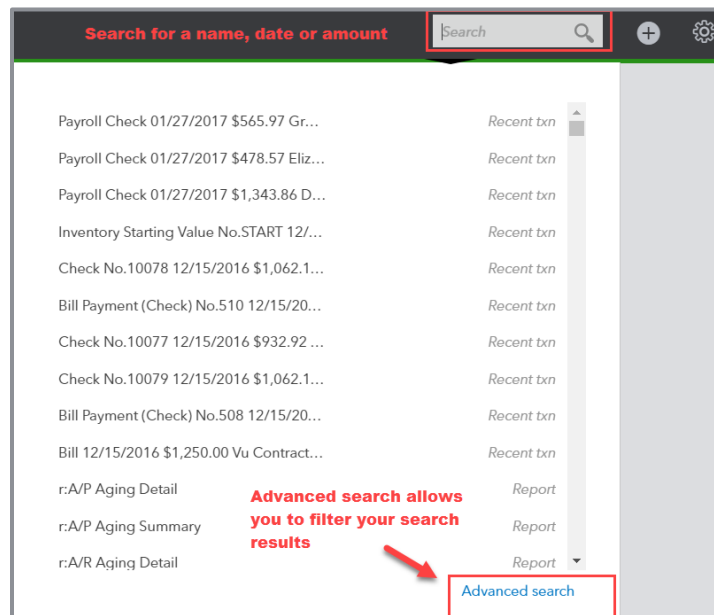 Search for a name, date or amount
Search
Payroll Check 01/27/2017 $565.97 Gr... Recent txn
Payroll Check 01/27/2017 $478.57 Eliz... Recent txn
Payroll Check 01/27/2017 $1,343.86 D... Recent txn
Inventory Starting Value No.START 12/... Recent txn
Check No.10078 12/15/2016 $1,062.1... Recent txn
Bill Payment (Check) No.510 12/15/20... Recent txn
Check No.10077 12/15/2016 $932.92 ... Recent txn
Check No.10079 12/15/2016 $1,062.1... Recent txn
Bill Payment (Check) No.508 12/15/20... Recent txn
Bill 12/15/2016 $1,250.00 Vu Contract... Recent txn
r:A/P Aging Detail Report
r:A/P Aging Summary Report
r:A/R Aging Detail Report
Advanced search allows
you to filter your search
results
Advanced search